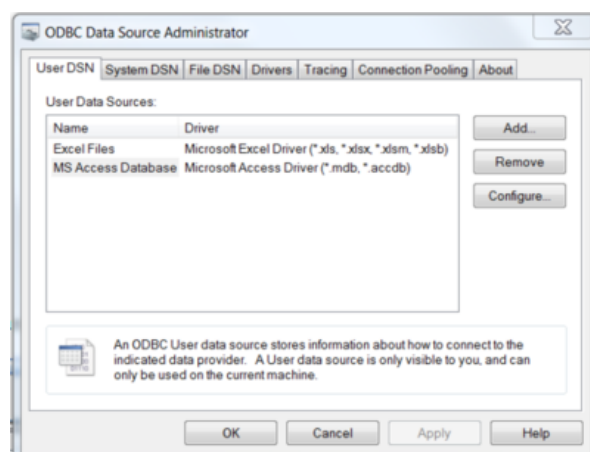 ODBC Data Source Administrator
User DSN System DSN File DSN Drivers Tracing Connection Pooling About
User Data Sources:
Name Driver
Excel Files Microsoft Excel Driver (*.xls, *.xlsx, *.xlsm, *.xlsb)
MS Access Database Microsoft Access Driver (*.mdb, *.accdb)
Add...
Remove
Configure...
An ODBC User data source stores information about how to connect to the
indicated data provider. A User data source is only visible to you, and can
only be used on the current machine.
OK Cancel Apply Help